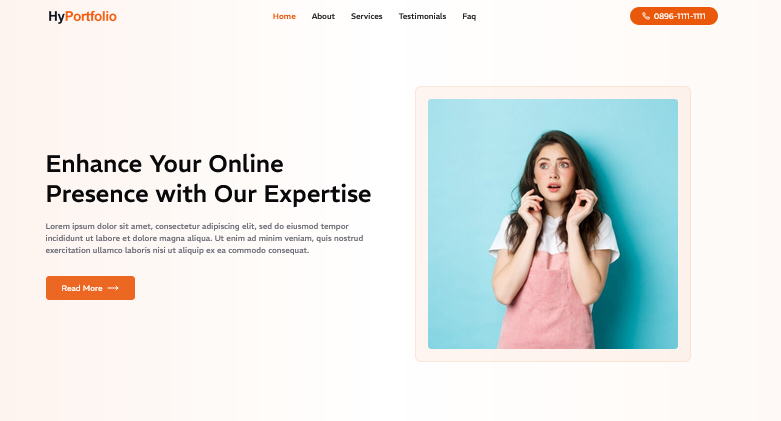 HyPortfolio
Home About Services Testimonials Faq
0896-1111-1111
Enhance Your Online
Presence with Our Expertise
Lorem ipsum dolor sit amet, consectetur adipiscing elit, sed do eiusmod tempor
incididunt ut labore et dolore magna aliqua. Ut enim ad minim veniam, quis nostrud
exercitation ullamco laboris nisi ut aliquip ex ea commodo consequat.
Read More